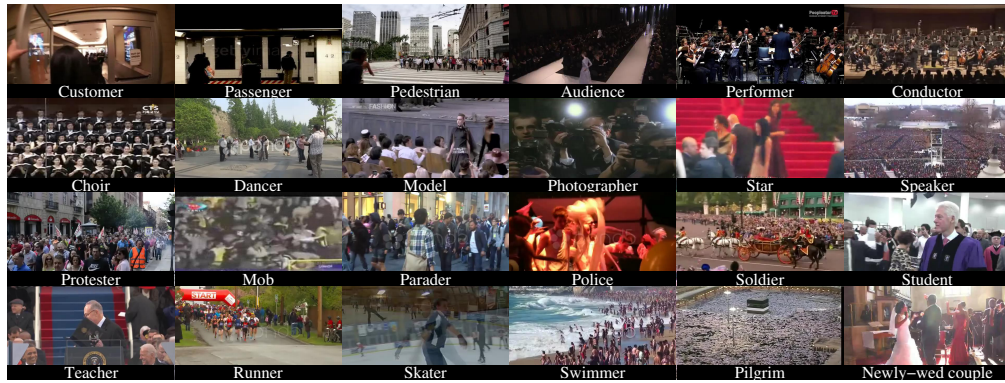 Customer
Passenger
Pedestrian
Audience
Performer
Conductor
Choir
Dancer
Model
Photographer
Star
Speaker
Protester
Mob
Parader
Police
Soldier
Student
START
Teacher
Runner
Skater
Swimmer
Pilgrim
Newly-wed couple